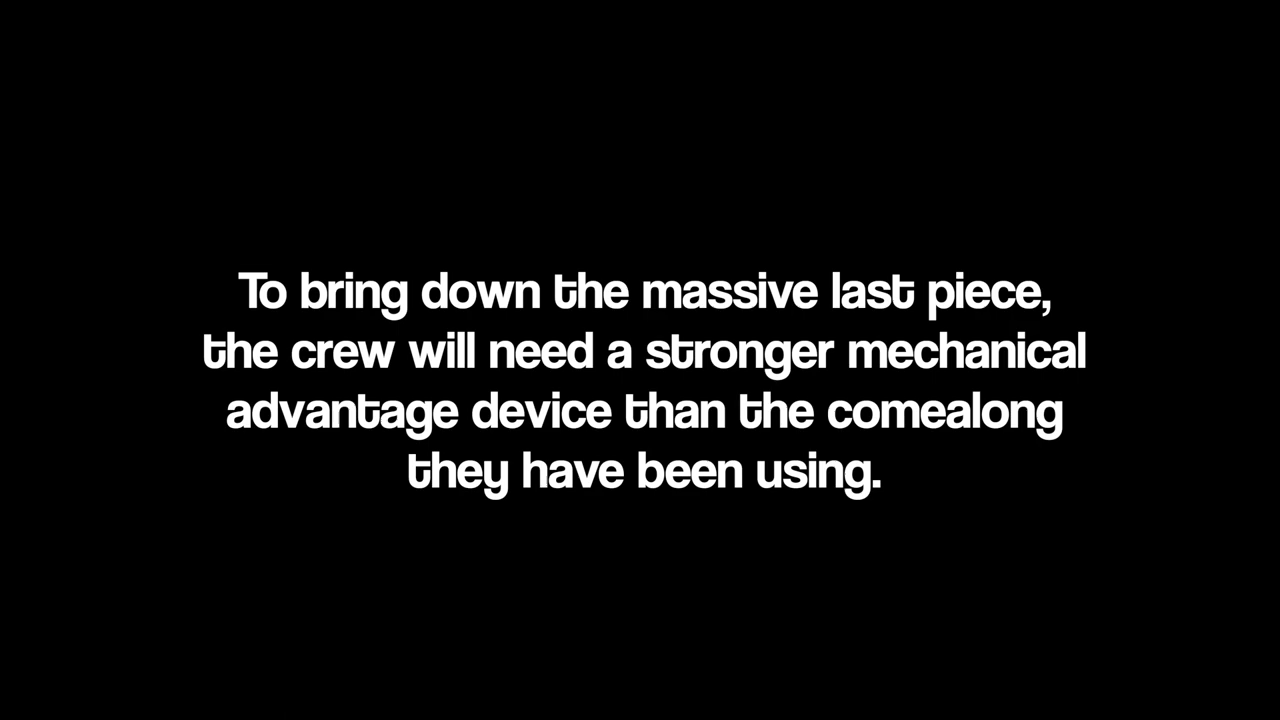 To bring down the massive last piece,
the crew will need a stronger mechanical
advantage device than the comealong
they have been using.